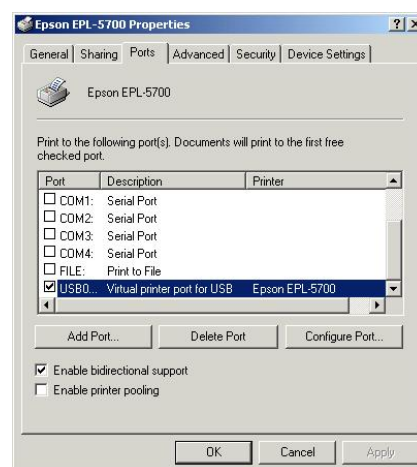 Epson EPL-5700 Properties
General Sharing Ports Advanced Security Device Settings
Epson EPL-5700
Print to the following port(s). Documents will print to the first free
checked port.
Port Description Printer
COM1: Serial Port
COM2: Serial Port
COM3: Serial Port
COM4: Serial Port
FILE: Print to File
USB0... Virtual printer port for USB Epson EPL-5700
Add Port... Delete Port Configure Port...
Enable bidirectional support
Enable printer pooling
OK Cancel Apply